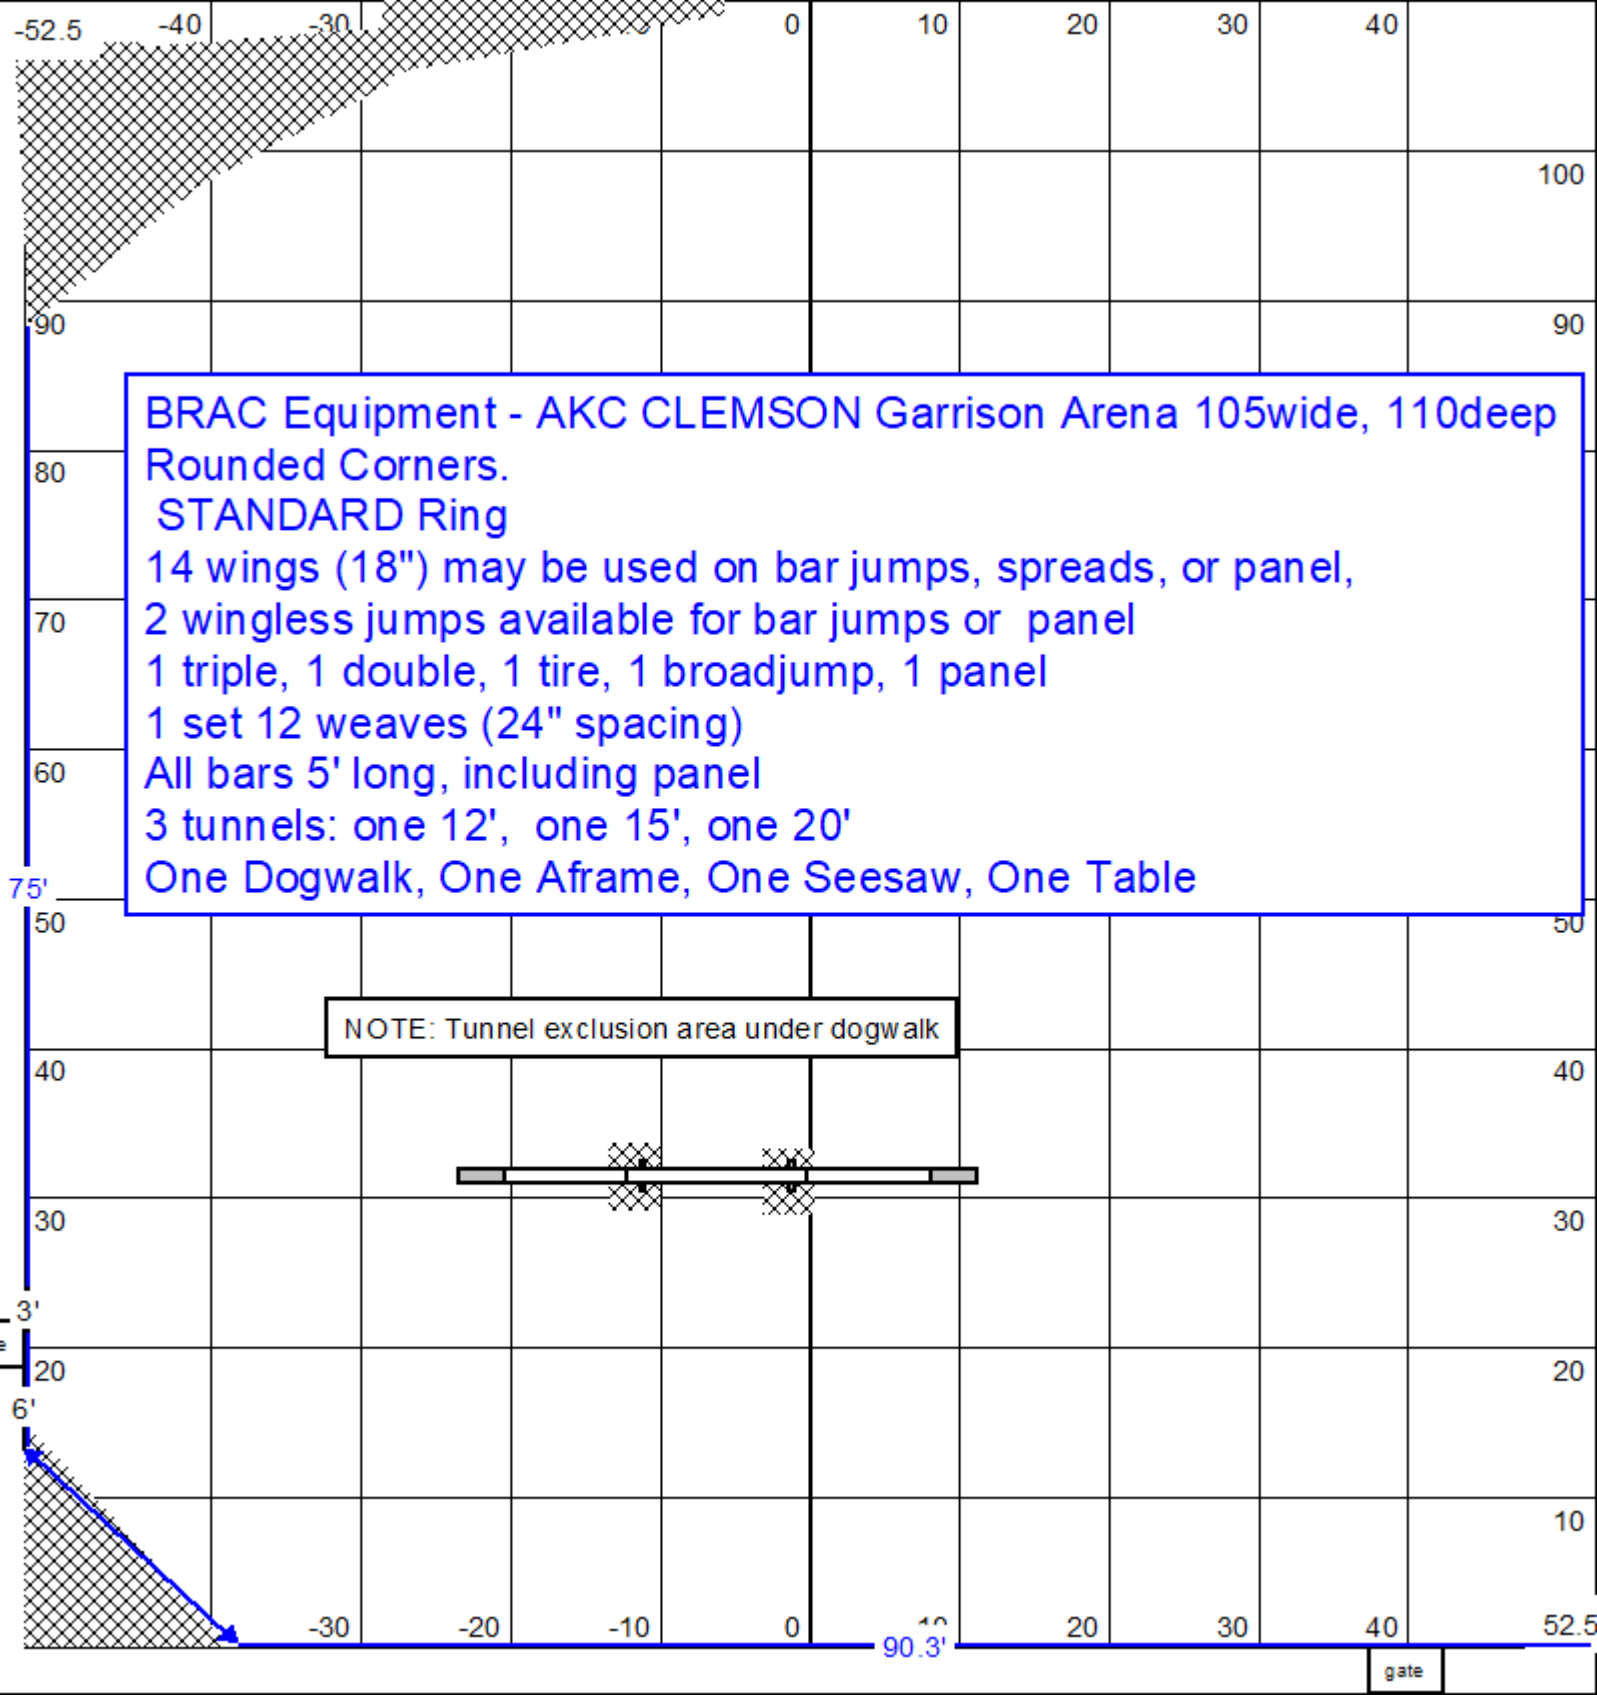 -52.5 -40 -30 0 10 20 30 40
100
90 90
BRAC Equipment - AKC CLEMSON Garrison Arena 105wide, 110deep
Rounded Corners.
STANDARD Ring
14 wings (18") may be used on bar jumps, spreads, or panel,
2 wingless jumps available for bar jumps or panel
1 triple, 1 double, 1 tire, 1 broadjump, 1 panel
1 set 12 weaves (24" spacing)
All bars 5' long, including panel
3 tunnels: one 12', one 15', one 20'
One Dogwalk, One Aframe, One Seesaw, One Table
80
70
60
75'
50 50
NOTE: Tunnel exclusion area under dogwalk
40 40
30 30
3'
20 20
6'
10
-30 -20 -10 0 10 20 30 40 52.5
90.3'
gate